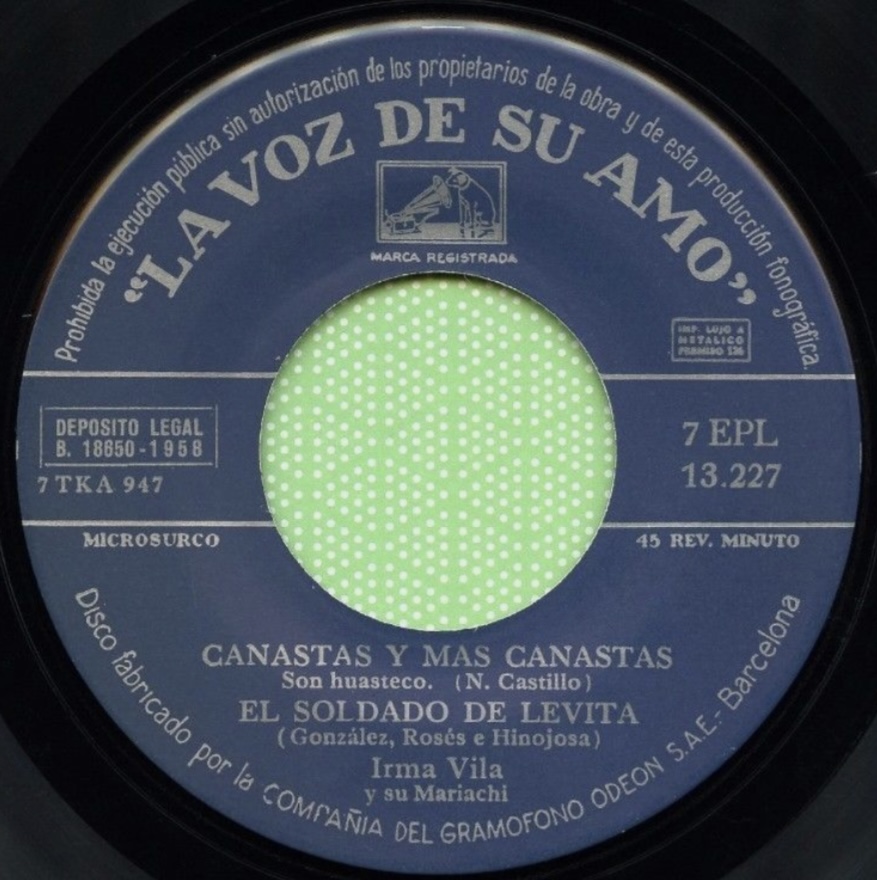 Prohibida la ejecución pública sin autorización de los propietarios de la obra y de esta producción fonográfica.
"LA VOZ DE SU AMO"
MARCA REGISTRADA
IMP. LUJO A
METALICO
PERMISO 536
DEPOSITO LEGAL
B. 18650-1958
7 TKA 947
7 EPL
13.227
MICROSURCO
45 REV. MINUTO
CANASTAS Y MAS CANASTAS
Son huasteco. (N. Castillo)
EL SOLDADO DE LEVITA
(González, Rosés e Hinojosa)
Irma Vila
y su Mariachi
Disco fabricado por la COMPAÑIA DEL GRAMOFONO ODEON S.A.E.- Barcelona